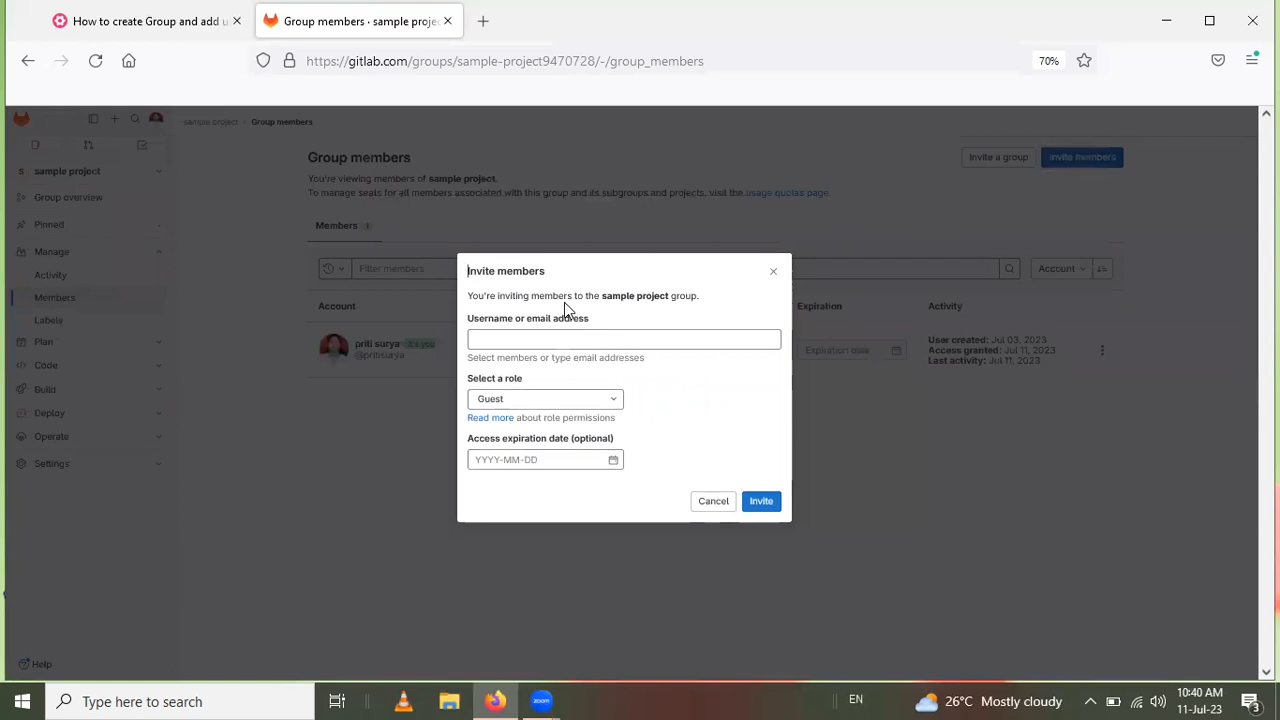 How to create Group and add u
Group members · sample projec
https://gitlab.com/groups/sample-project9470728/-/group_members
70%
sample project
Group members
S
sample project
Group overview
Pinned
Manage
Activity
Members
Labels
Plan
Code
Build
Deploy
Operate
Settings
Help
Group members
Invite a group
Invite members
You're viewing members of sample project.
To manage seats for all members associated with this group and its subgroups and projects, visit the usage quotas page.
Members 1
Filter members
Account
Account
Expiration
Activity
priti surya It's you
@pritisurya
Expiration date
User created: Jul 03, 2023
Access granted: Jul 11, 2023
Last activity: Jul 11, 2023
Invite members
You're inviting members to the sample project group.
Username or email address
Select members or type email addresses
Select a role
Guest
Read more about role permissions
Access expiration date (optional)
YYYY-MM-DD
Cancel
Invite
Type here to search
zoom
EN
26°C Mostly cloudy
10:40 AM
11-Jul-23
3